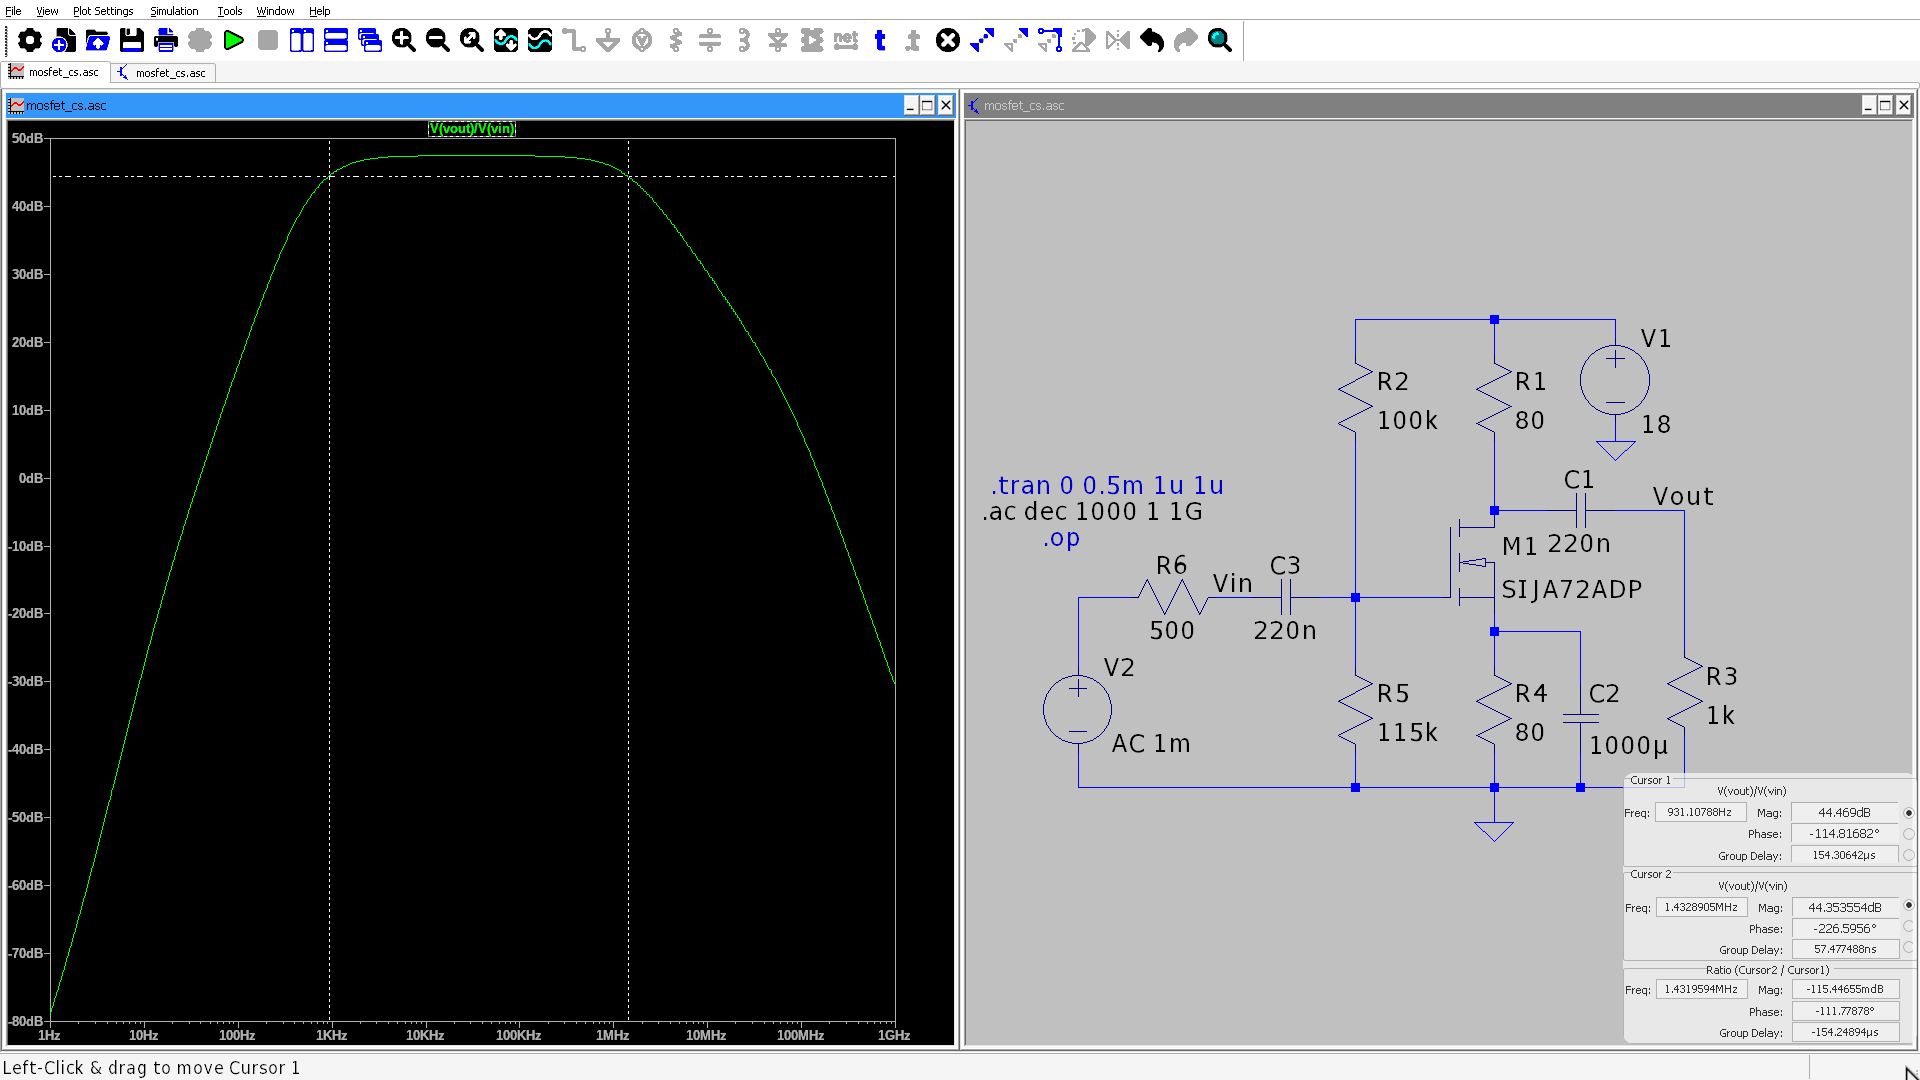 File View Plot Settings Simulation Tools Window Help
net t .t
mosfet_cs.asc mosfet_cs.asc
mosfet_cs.asc
V(vout)/V(vin)
50dB
40dB
30dB
20dB
10dB
0dB
-10dB
-20dB
-30dB
-40dB
-50dB
-60dB
-70dB
-80dB
1Hz 10Hz 100Hz 1KHz 10KHz 100KHz 1MHz 10MHz 100MHz 1GHz
mosfet_cs.asc
V1
18
R2
100k
R1
80
C1
220n
Vout
.tran 0 0.5m 1u 1u
.ac dec 1000 1 1G
.op
M1
SIJA72ADP
R6
500
Vin
C3
220n
V2
AC 1m
R5
115k
R4
80
C2
1000µ
R3
1k
Cursor 1
V(vout)/V(vin)
Freq: 931.10788Hz Mag: 44.469dB
Phase: -114.81682°
Group Delay: 154.30642µs
Cursor 2
V(vout)/V(vin)
Freq: 1.4328905MHz Mag: 44.353554dB
Phase: -226.5956°
Group Delay: 57.477488ns
Ratio (Cursor2 / Cursor1)
Freq: 1.4319594MHz Mag: -115.44655mdB
Phase: -111.77878°
Group Delay: -154.24894µs
Left-Click & drag to move Cursor 1